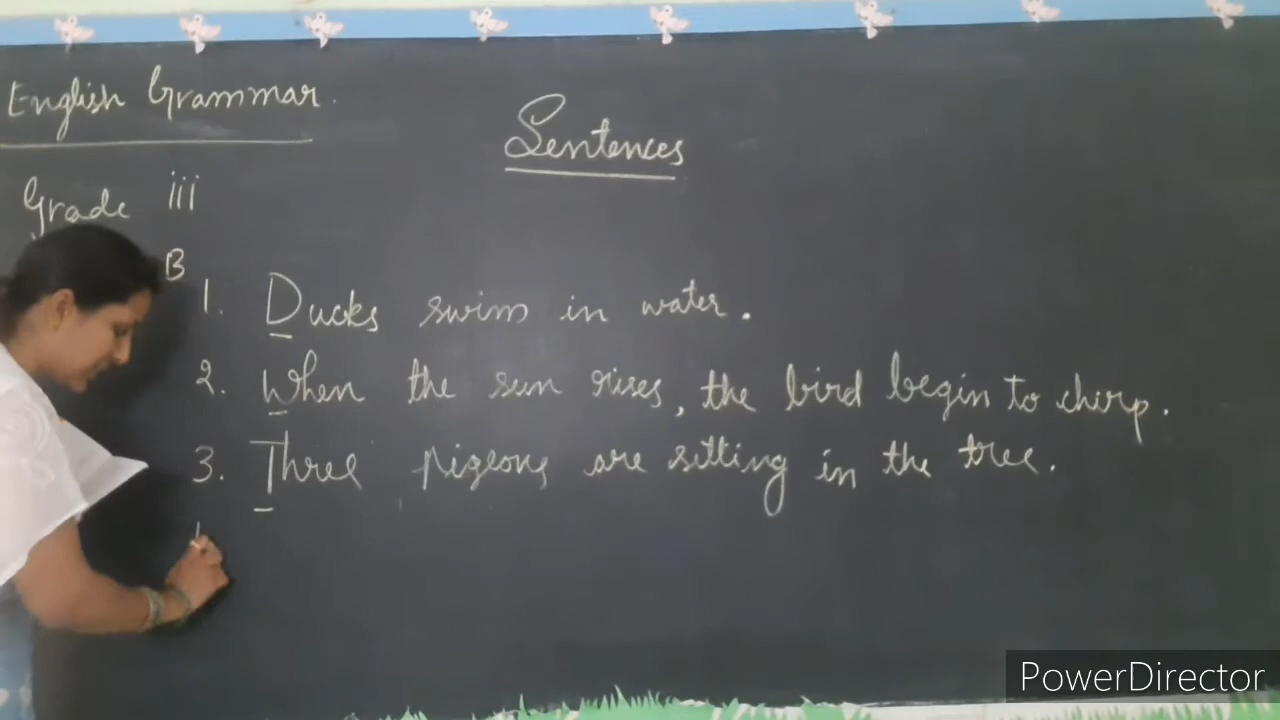 English Grammar.
Sentences
Grade iii
B
1. Ducks swim in water.
2. When the sun rises, the bird begin to chirp.
3. Three pigeons are sitting in the tree.
PowerDirector